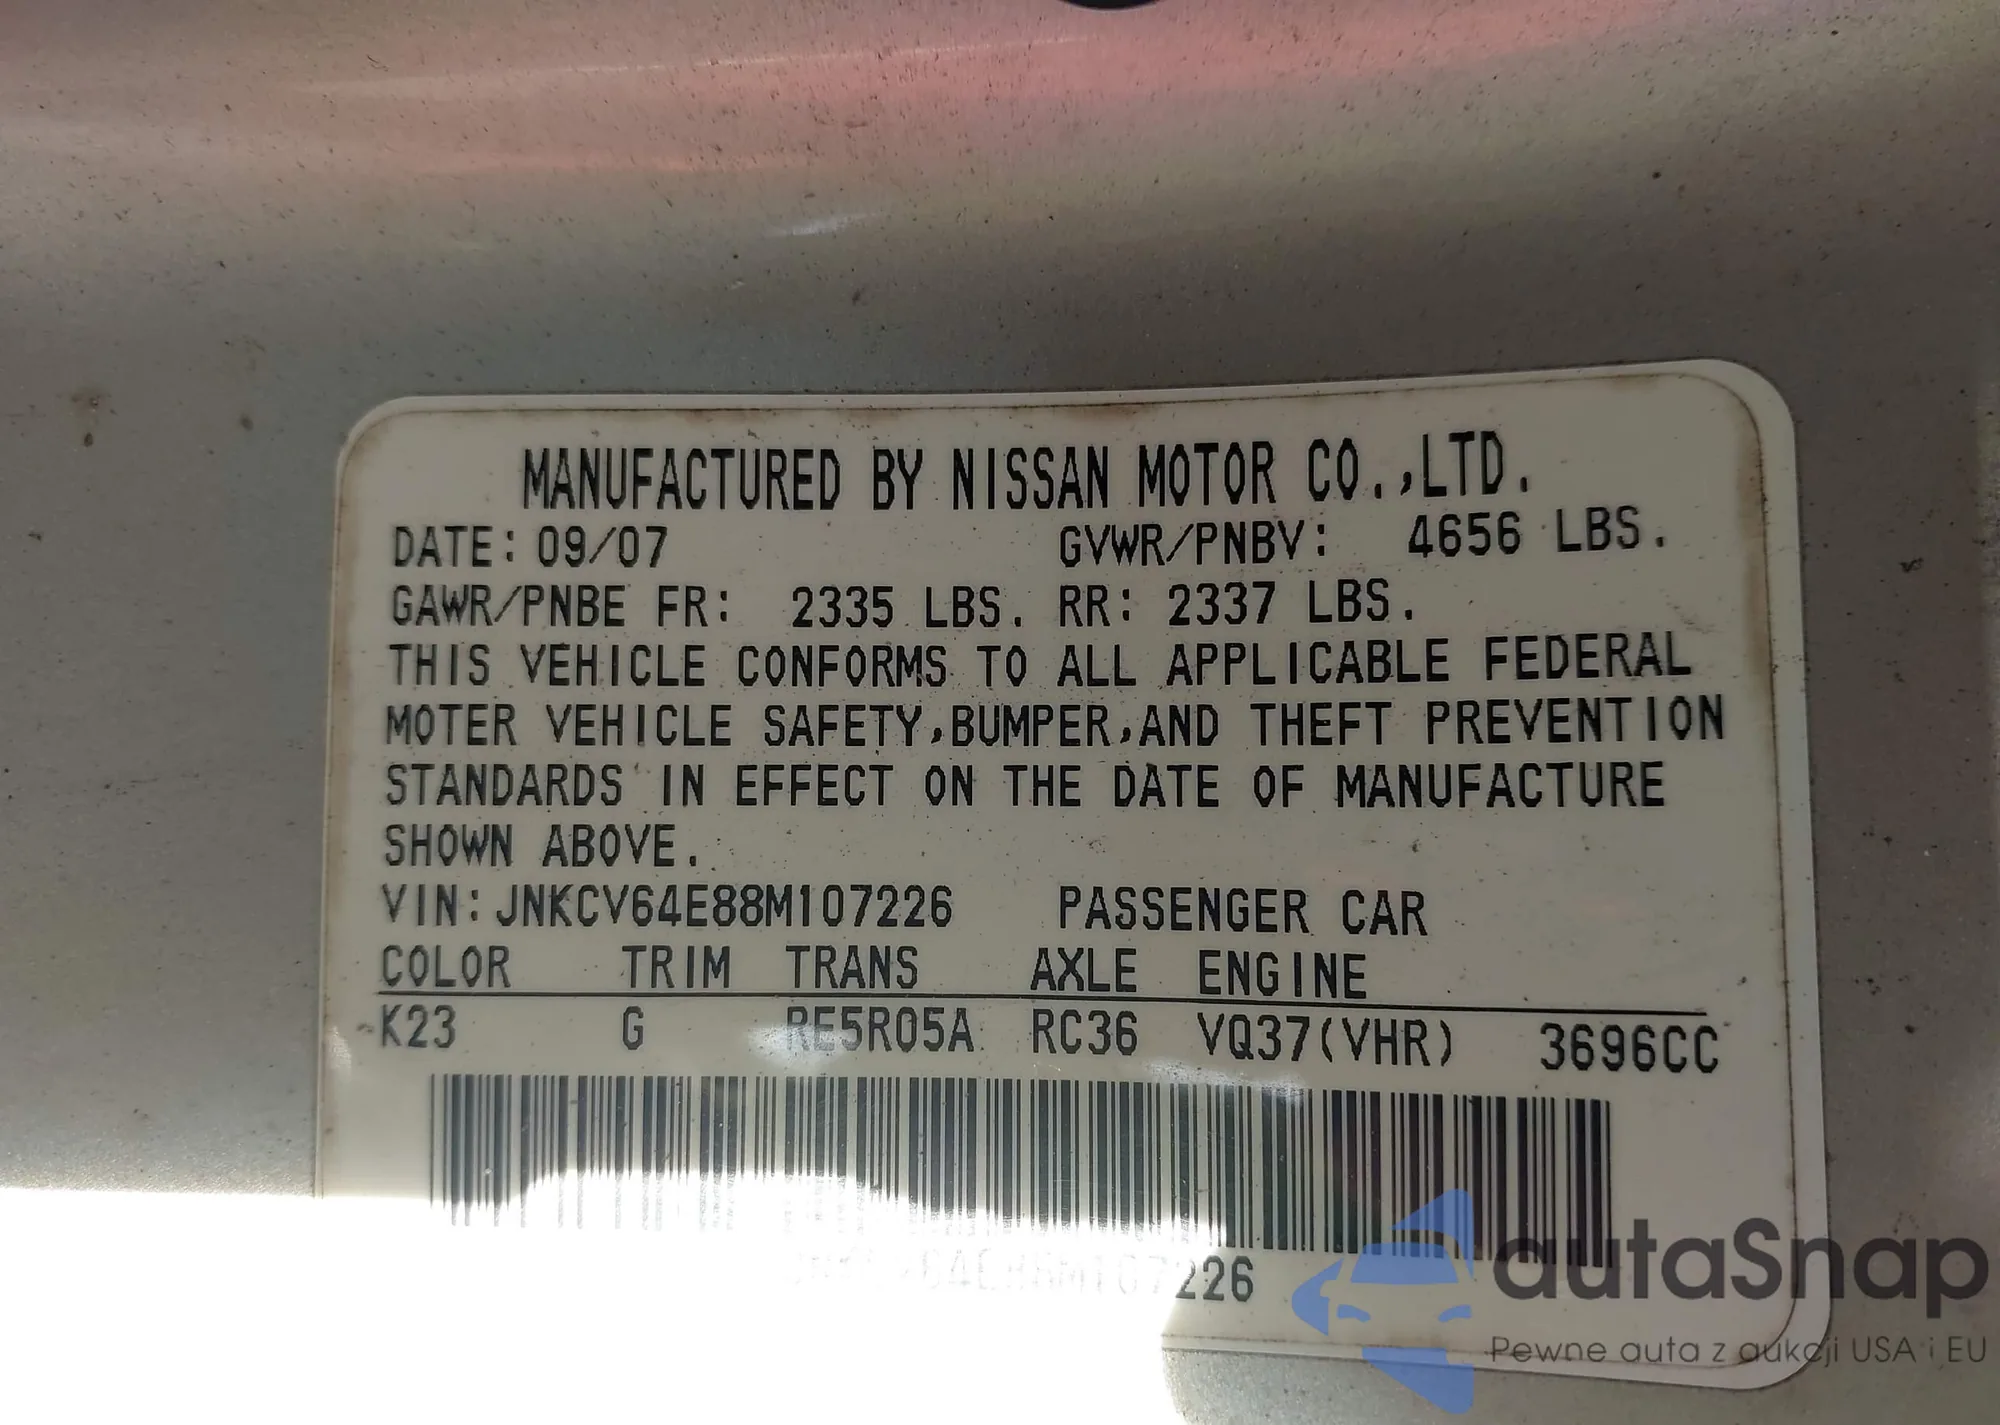 MANUFACTURED BY NISSAN MOTOR CO.,LTD.
DATE: 09/07 GVWR/PNBV: 4656 LBS.
GAWR/PNBE FR: 2335 LBS. RR: 2337 LBS.
THIS VEHICLE CONFORMS TO ALL APPLICABLE FEDERAL
MOTER VEHICLE SAFETY,BUMPER,AND THEFT PREVENTION
STANDARDS IN EFFECT ON THE DATE OF MANUFACTURE
SHOWN ABOVE.
VIN:JNKCV64E88M107226 PASSENGER CAR
COLOR TRIM TRANS AXLE ENGINE
K23 G RE5R05A RC36 VQ37(VHR) 3696CC
JNKCV64E88M107226
autaSnap
Pewne auta z aukcji USA i EU